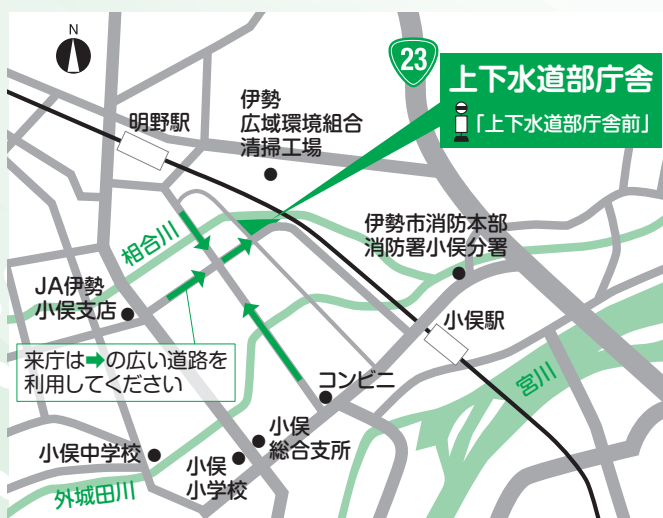 N
23
上下水道部庁舎
「上下水道部庁舎前」
伊勢
広域環境組合
清掃工場
明野駅
相合川
伊勢市消防本部
消防署小俣分署
JA伊勢
小俣支店
小俣駅
来庁は➡の広い道路を
利用してください
宮川
コンビニ
小俣
総合支所
小俣中学校
小俣
小学校
外城田川